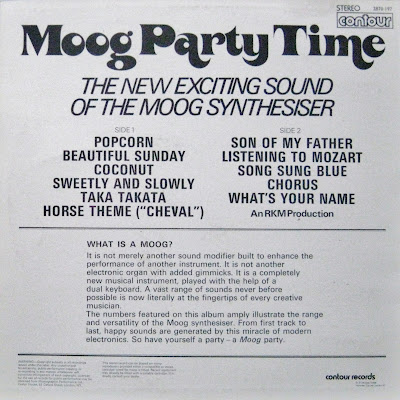 STEREO 2870 197
contour
Moog Party Time
THE NEW EXCITING SOUND
OF THE MOOG SYNTHESISER
SIDE 1
POPCORN
BEAUTIFUL SUNDAY
COCONUT
SWEETLY AND SLOWLY
TAKA TAKATA
HORSE THEME ("CHEVAL")
SIDE 2
SON OF MY FATHER
LISTENING TO MOZART
SONG SUNG BLUE
CHORUS
WHAT'S YOUR NAME
An RKM Production
WHAT IS A MOOG?
It is not merely another sound modifier built to enhance the
performance of another instrument. It is not another
electronic organ with added gimmicks. It is a completely
new musical instrument, played with the help of a
dual keyboard. A vast range of sounds never before
possible is now literally at the fingertips of every creative
musician.
The numbers featured on this album amply illustrate the range
and versatility of the Moog synthesiser. From first track to
last, happy sounds are generated by this miracle of modern
electronics. So have yourself a party – a Moog party.
contour records